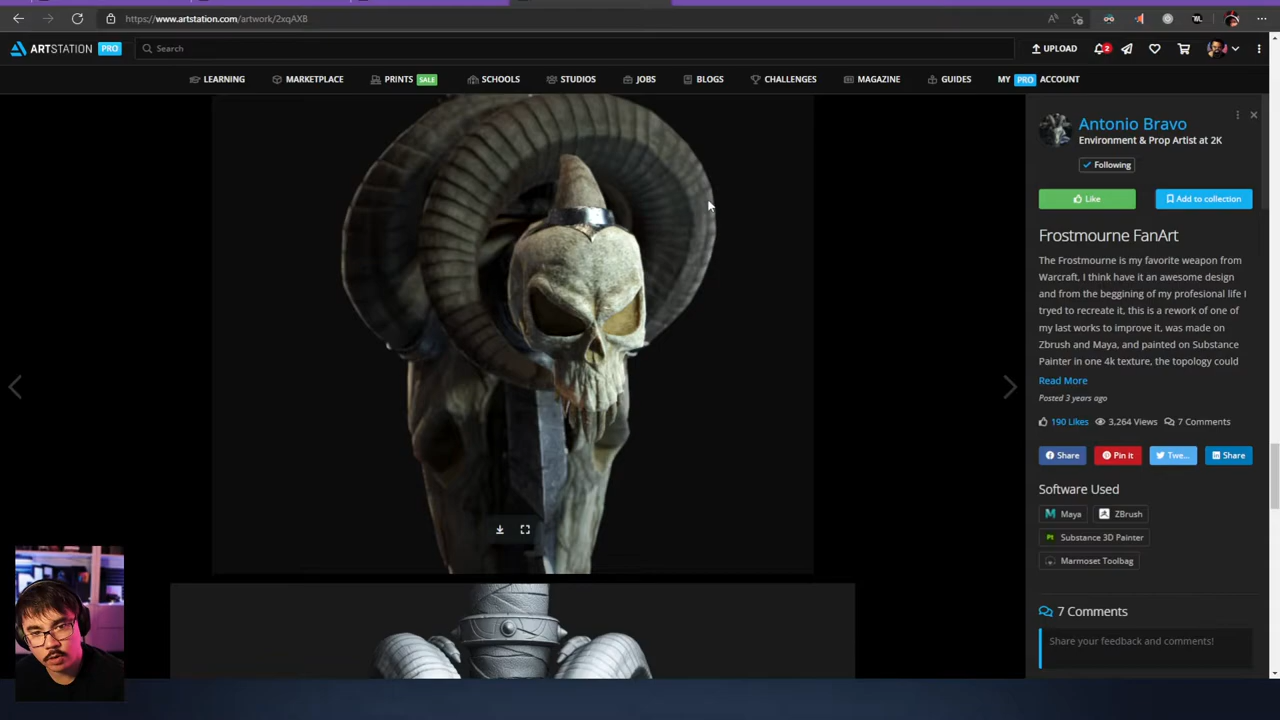 https://www.artstation.com/artwork/2xqAXB
ARTSTATION PRO
Search
UPLOAD
2
LEARNING MARKETPLACE PRINTS SALE SCHOOLS STUDIOS JOBS BLOGS CHALLENGES MAGAZINE GUIDES MY PRO ACCOUNT
Antonio Bravo
Environment & Prop Artist at 2K
Following
Like Add to collection
Frostmourne FanArt
The Frostmourne is my favorite weapon from
Warcraft, I think have it an awesome design
and from the beggining of my profesional life I
tryed to recreate it, this is a rework of one of
my last works to improve it, was made on
Zbrush and Maya, and painted on Substance
Painter in one 4k texture, the topology could
Read More
Posted 3 years ago
190 Likes 3,264 Views 7 Comments
Share Pin it Twe... Share
Software Used
Maya ZBrush
Substance 3D Painter
Marmoset Toolbag
7 Comments
Share your feedback and comments!